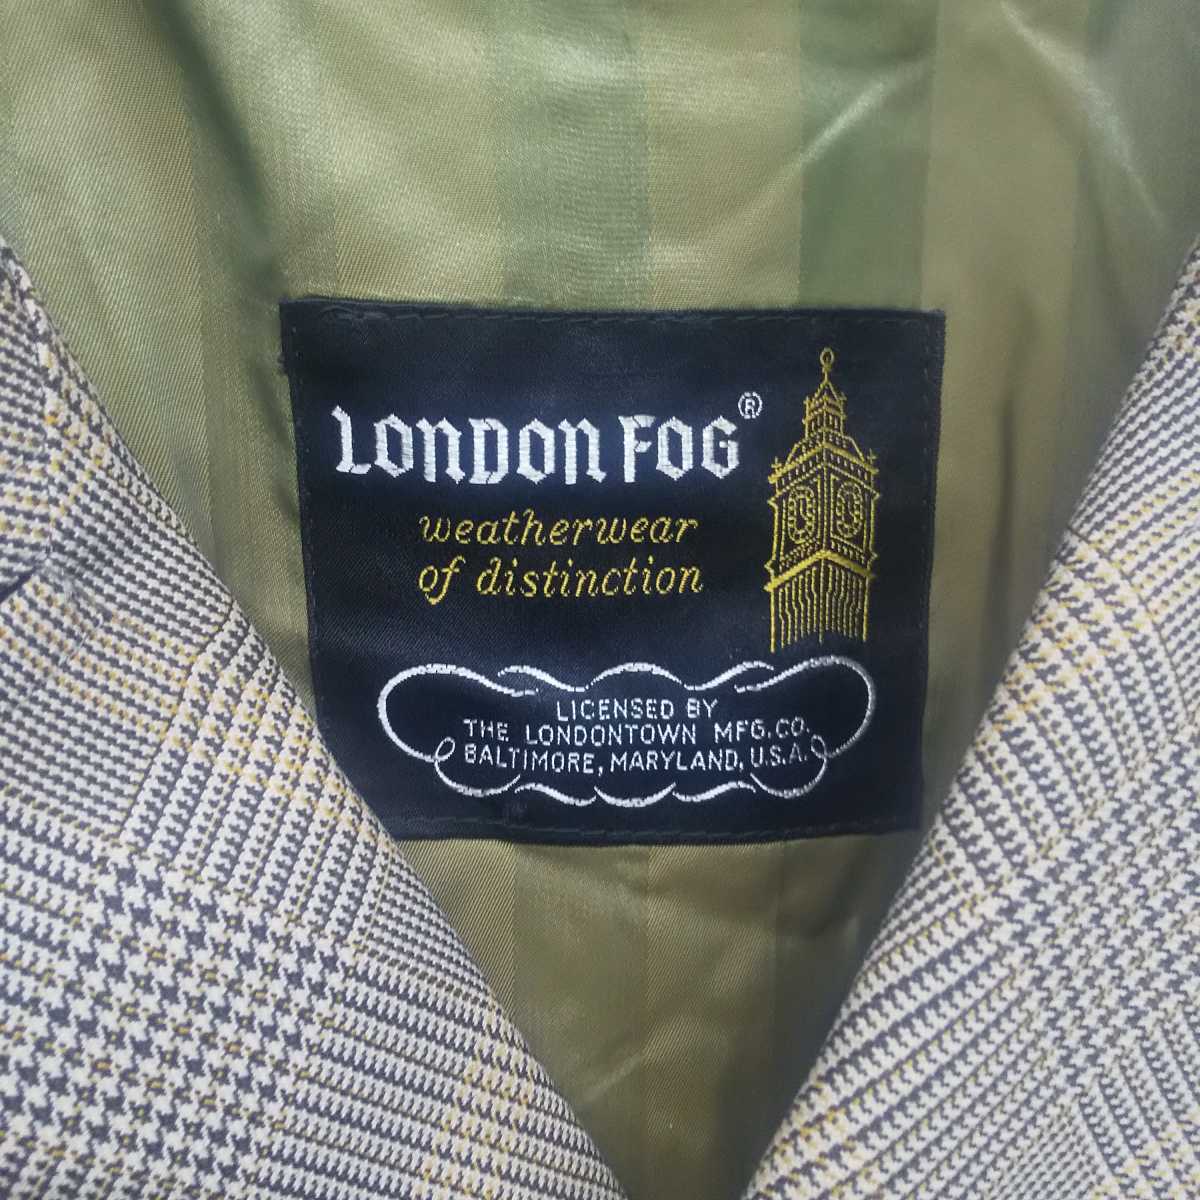 LONDON FOG®
weatherwear
of distinction
LICENSED BY
THE LONDONTOWN MFG. CO.
BALTIMORE, MARYLAND, U.S.A.